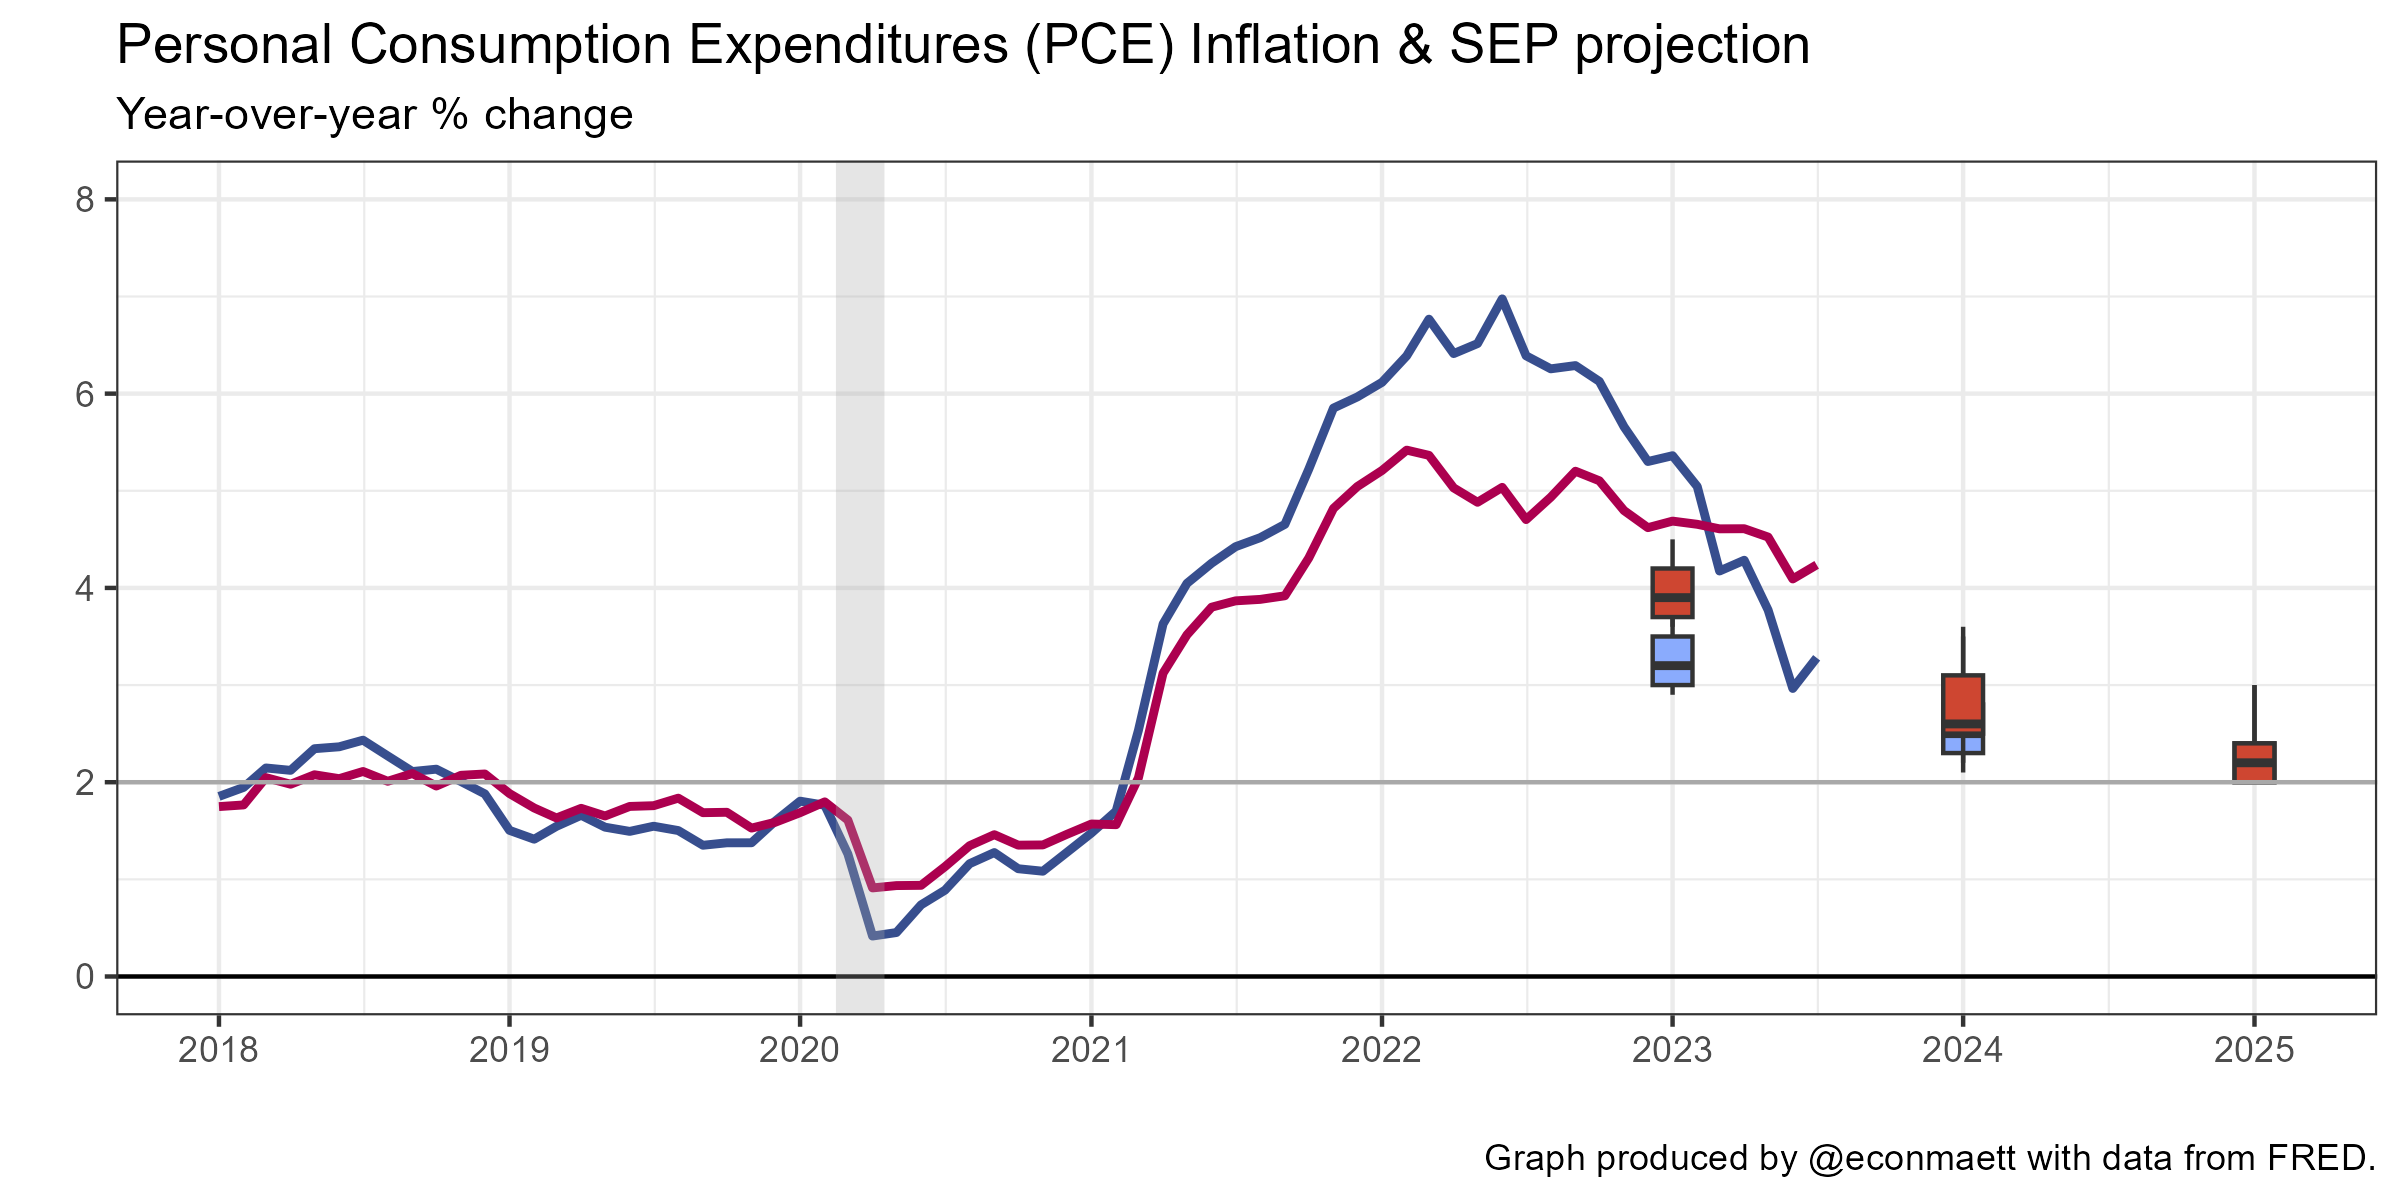 Personal Consumption Expenditures (PCE) Inflation & SEP projection
Year-over-year % change
8
6
4
2
0
2018 2019 2020 2021 2022 2023 2024 2025
Graph produced by @econmaett with data from FRED.